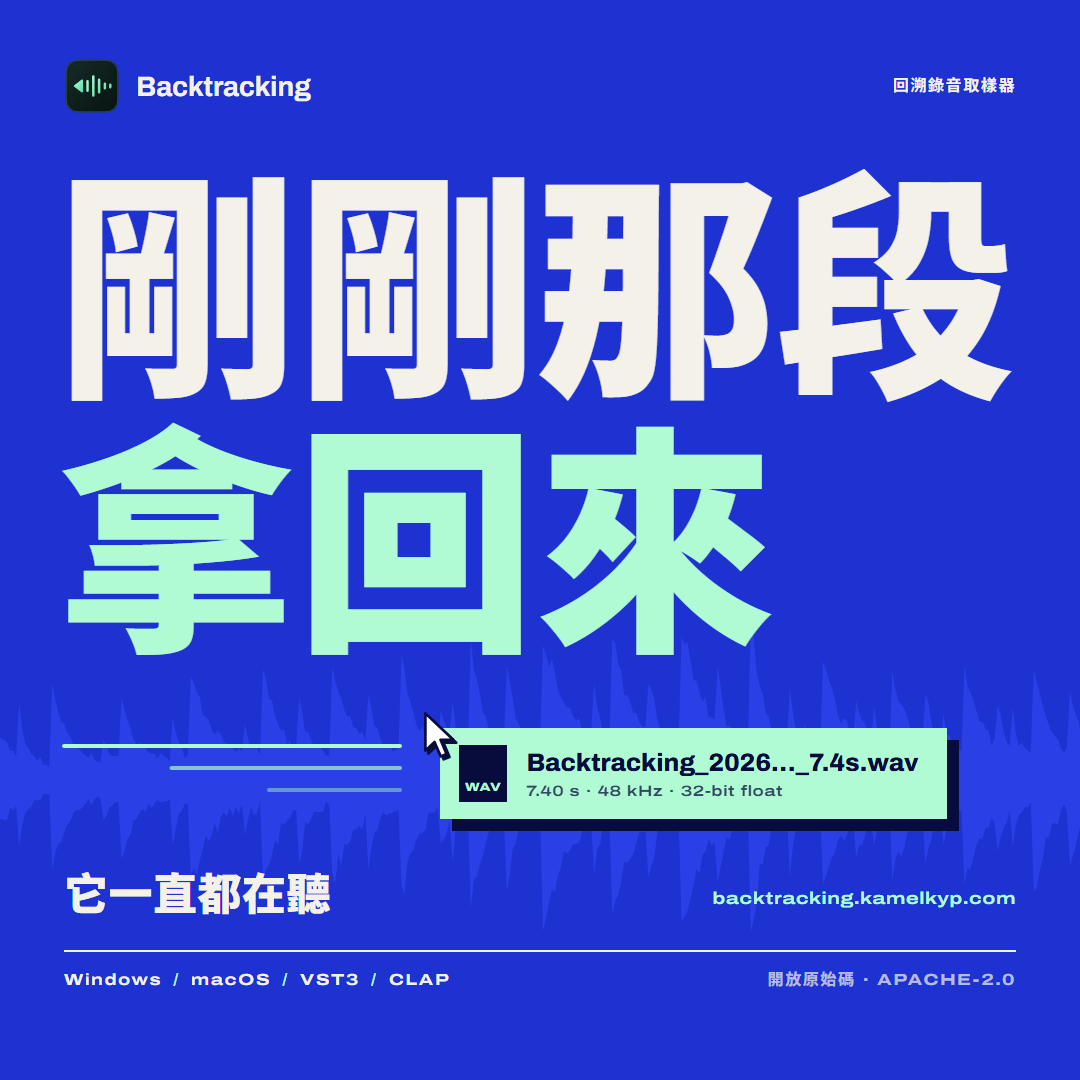 Backtracking
回溯錄音取樣器
剛剛那段
拿回來
WAV
Backtracking_2026..._7.4s.wav
7.40 s · 48 kHz · 32-bit float
它一直都在聽
backtracking.kamelkyp.com
Windows / macOS / VST3 / CLAP
開放原始碼 · APACHE-2.0